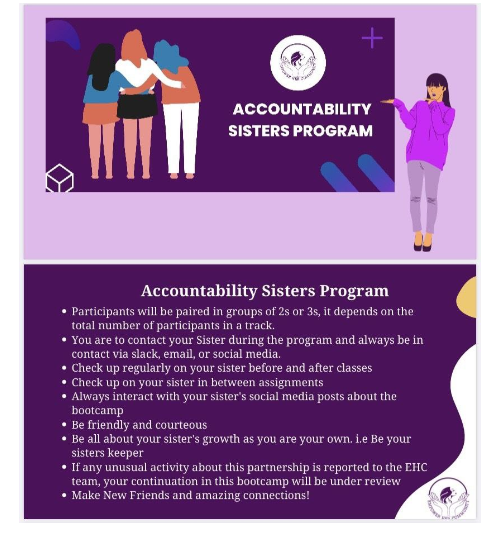 ACCOUNTABILITY
SISTERS PROGRAM
Accountability Sisters Program
• Participants will be paired in groups of 2s or 3s, it depends on the
total number of participants in a track.
• You are to contact your Sister during the program and always be in
contact via slack, email, or social media.
• Check up regularly on your sister before and after classes
• Check up on your sister in between assignments
• Always interact with your sister's social media posts about the
bootcamp
• Be friendly and courteous
• Be all about your sister's growth as you are your own. i.e Be your
sisters keeper
• If any unusual activity about this partnership is reported to the EHC
team, your continuation in this bootcamp will be under review
• Make New Friends and amazing connections!